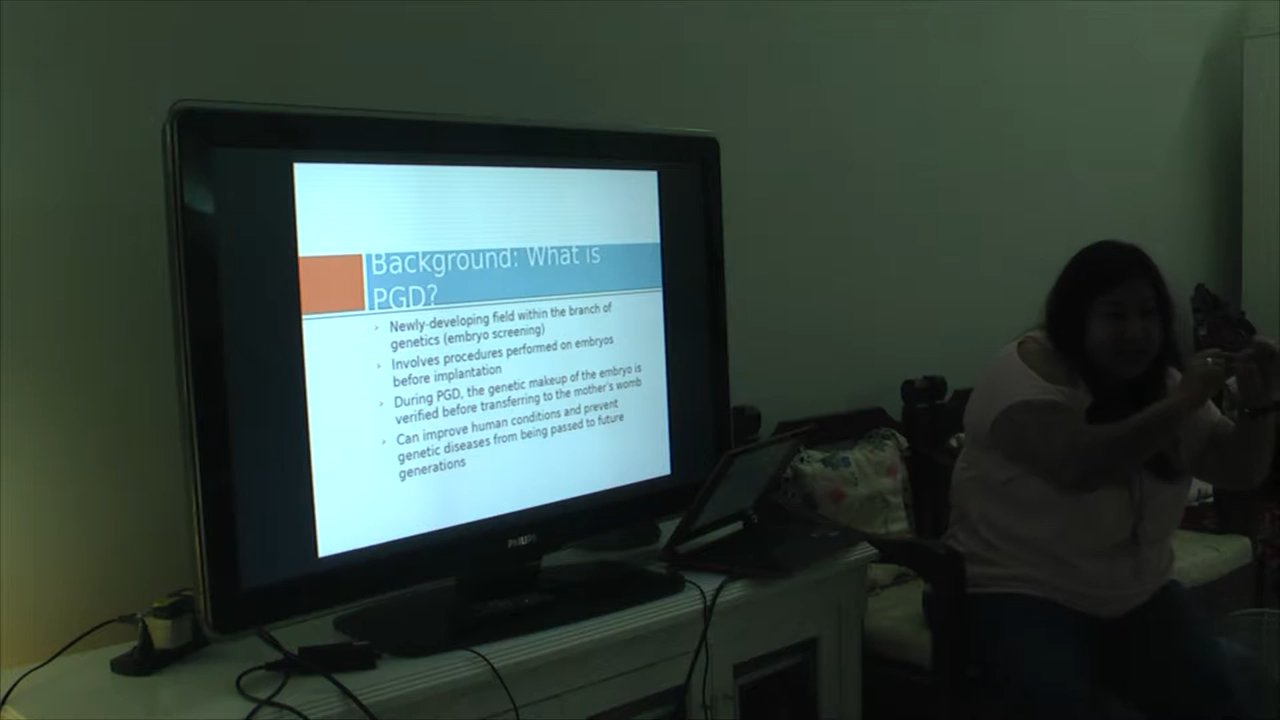 Background: What is
PGD?
Newly-developing field within the branch of
genetics (embryo screening)
Involves procedures performed on embryos
before implantation
During PGD, the genetic makeup of the embryo is
verified before transferring to the mother's womb
Can improve human conditions and prevent
genetic diseases from being passed to future
generations
PHILIPS